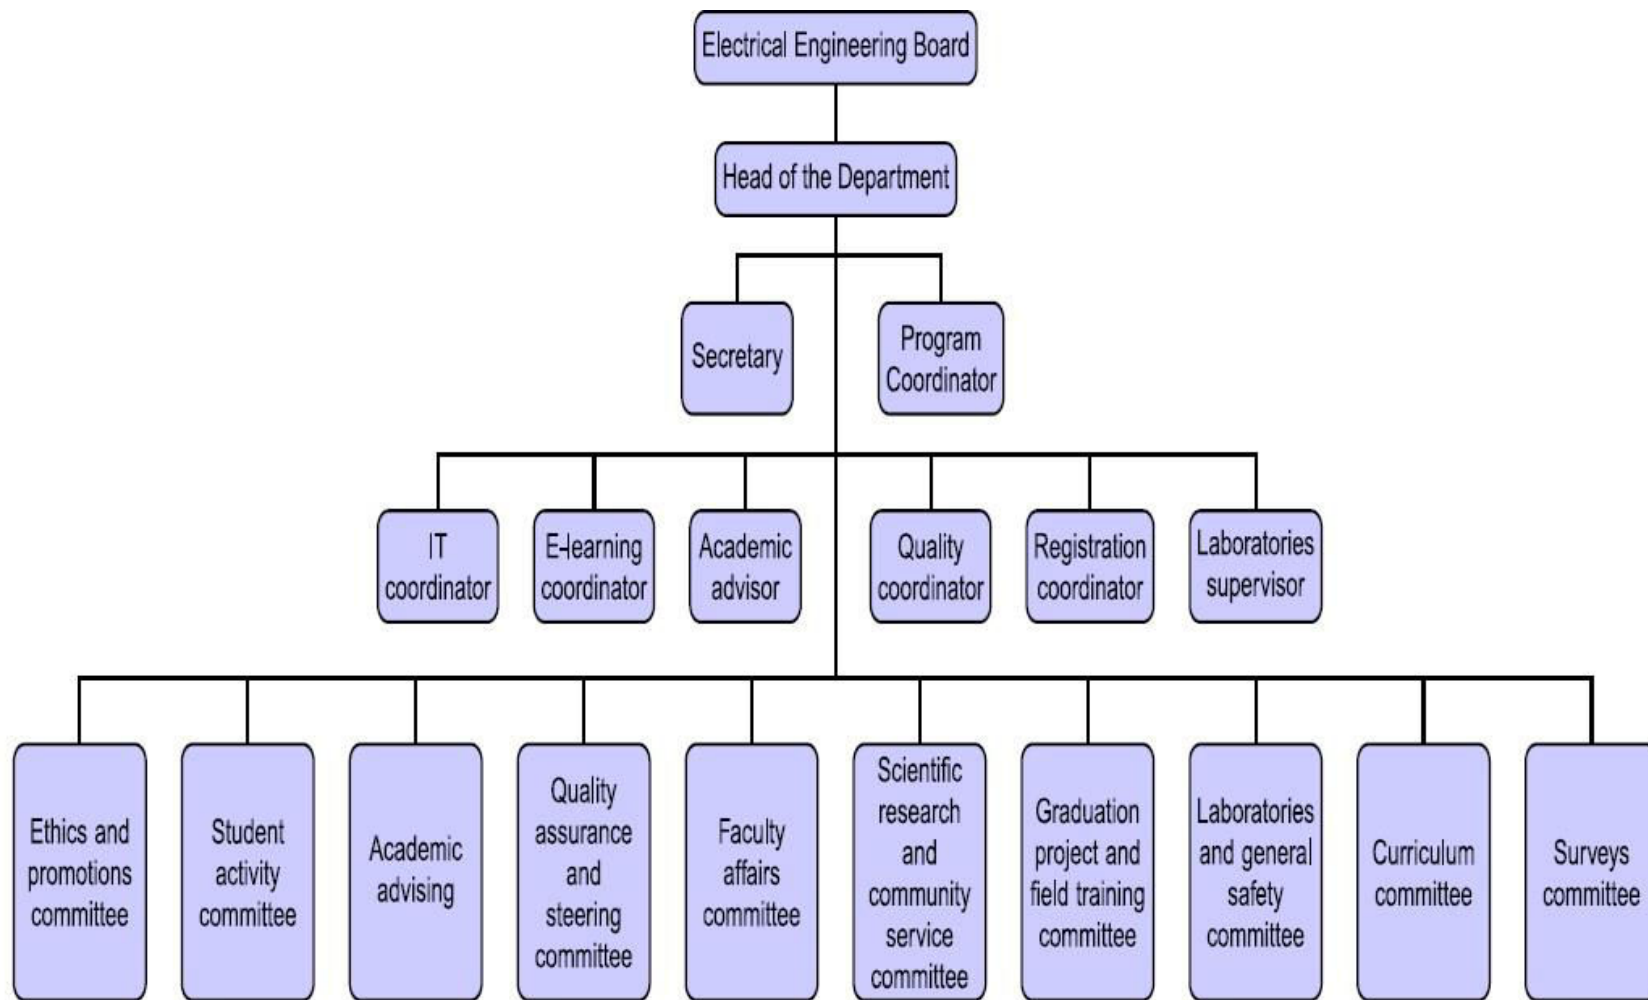 Electrical Engineering Board
Head of the Department
Secretary
Program
Coordinator
IT
coordinator
E-learning
coordinator
Academic
advisor
Quality
coordinator
Registration
coordinator
Laboratories
supervisor
Ethics and
promotions
committee
Student
activity
committee
Academic
advising
Quality
assurance
and
steering
committee
Faculty
affairs
committee
Scientific
research
and
community
service
committee
Graduation
project and
field training
committee
Laboratories
and general
safety
committee
Curriculum
committee
Surveys
committee